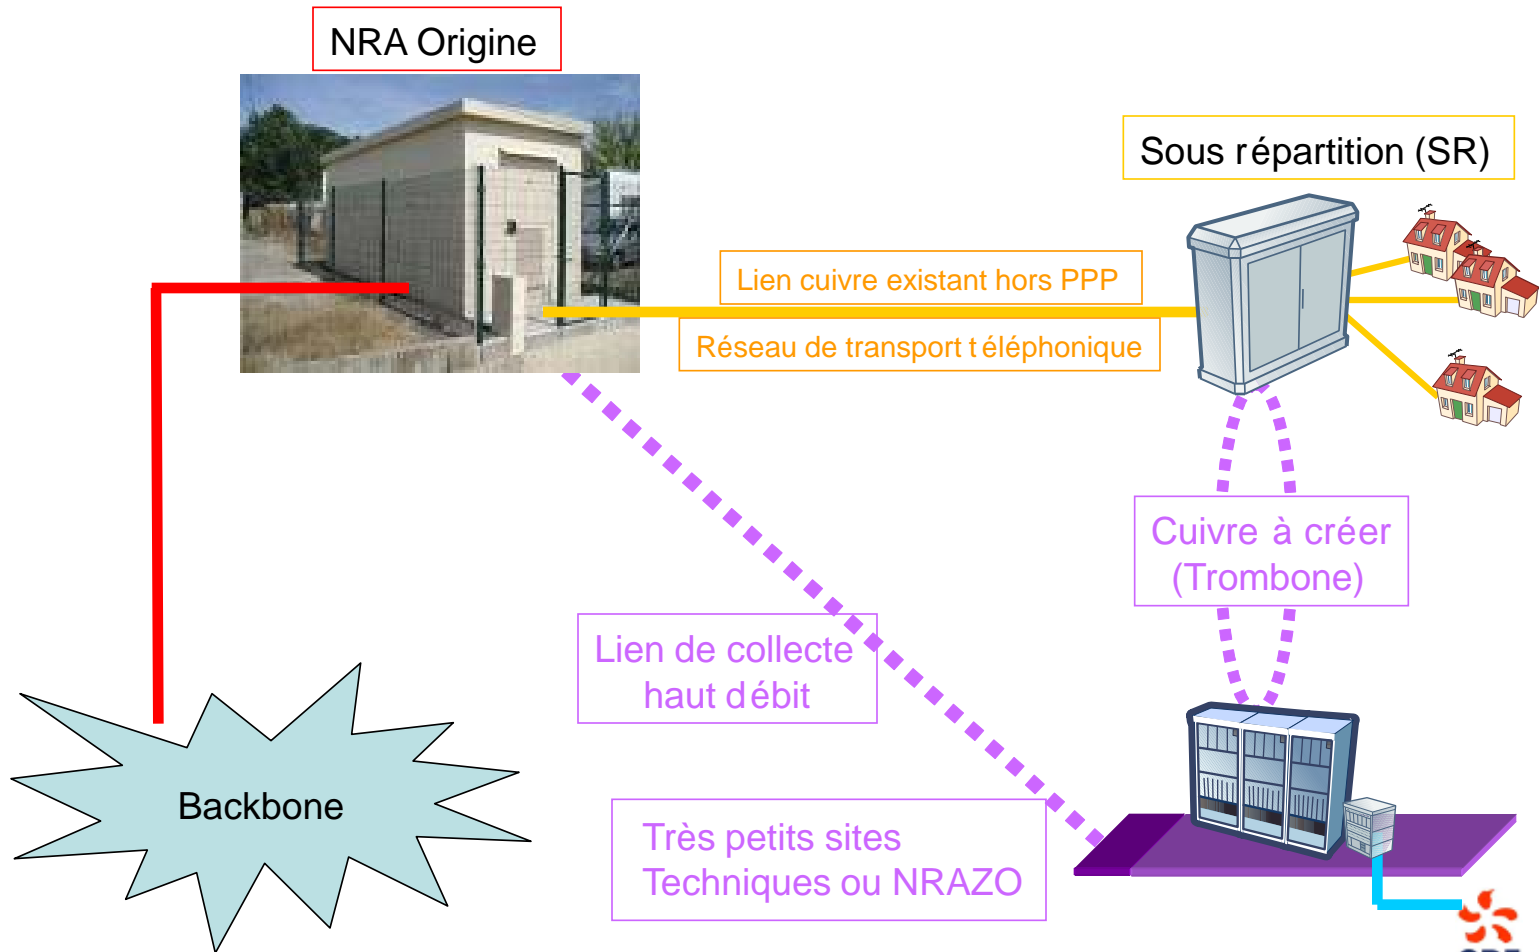 NRA Origine
Sous répartition (SR)
Lien cuivre existant hors PPP
Réseau de transport téléphonique
Cuivre à créer
(Trombone)
Lien de collecte
haut débit
Backbone
Très petits sites
Techniques ou NRAZO